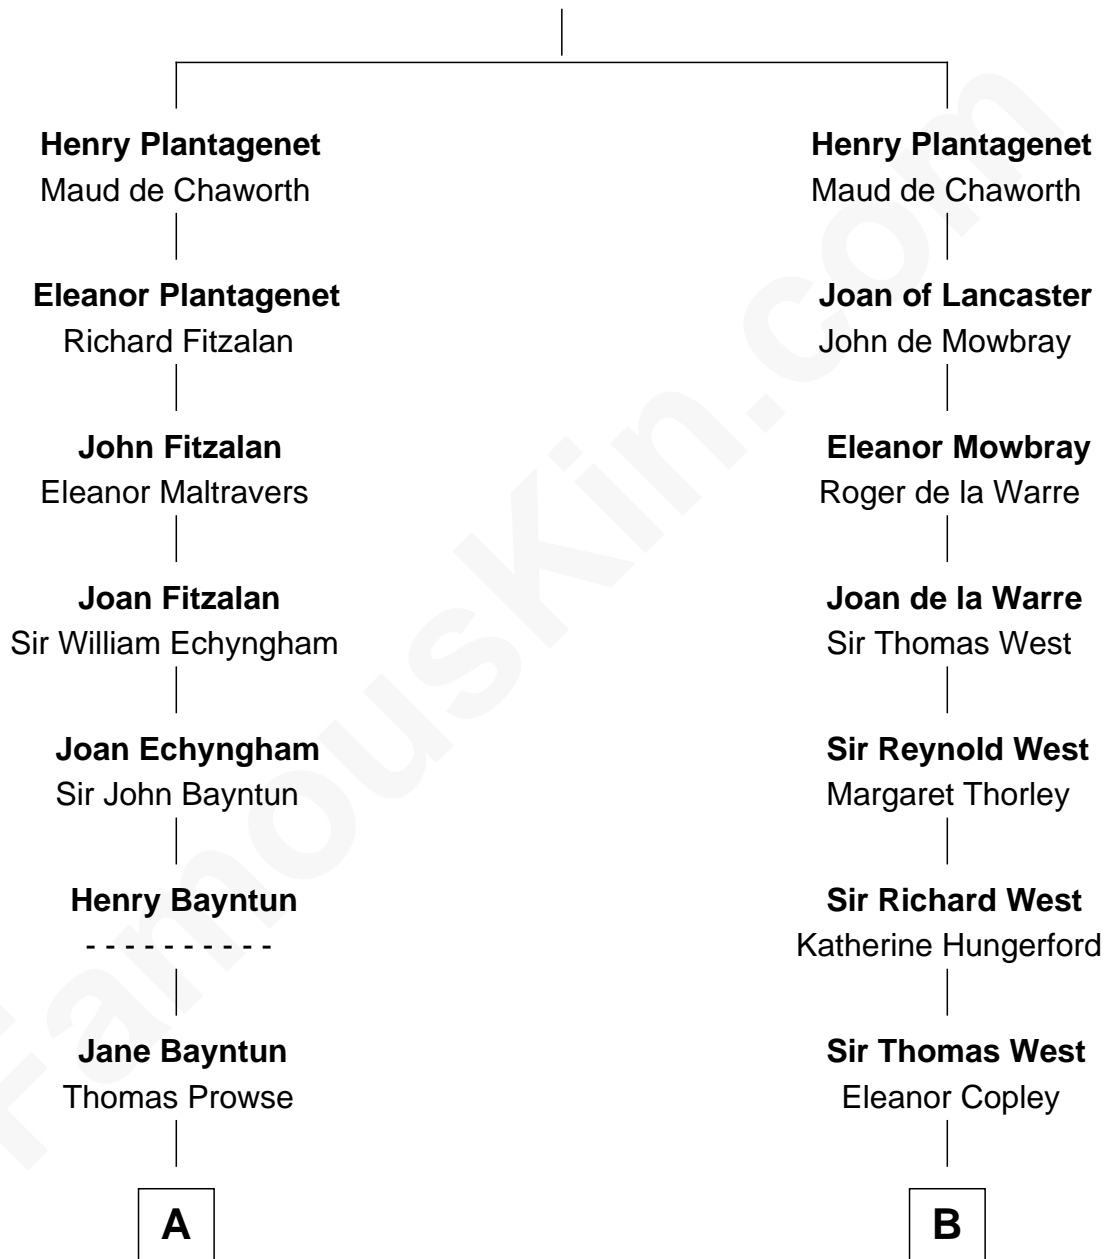 Henry Plantagenet
Maud de Chaworth
Eleanor Plantagenet
Richard Fitzalan
John Fitzalan
Eleanor Maltravers
Joan Fitzalan
Sir William Echyngham
Joan Echyngham
Sir John Bayntun
Henry Bayntun
- - - - - - - - - -
Jane Bayntun
Thomas Prowse
A
Henry Plantagenet
Maud de Chaworth
Joan of Lancaster
John de Mowbray
Eleanor Mowbray
Roger de la Warre
Joan de la Warre
Sir Thomas West
Sir Reynold West
Margaret Thorley
Sir Richard West
Katherine Hungerford
Sir Thomas West
Eleanor Copley
B
FamousKin.com